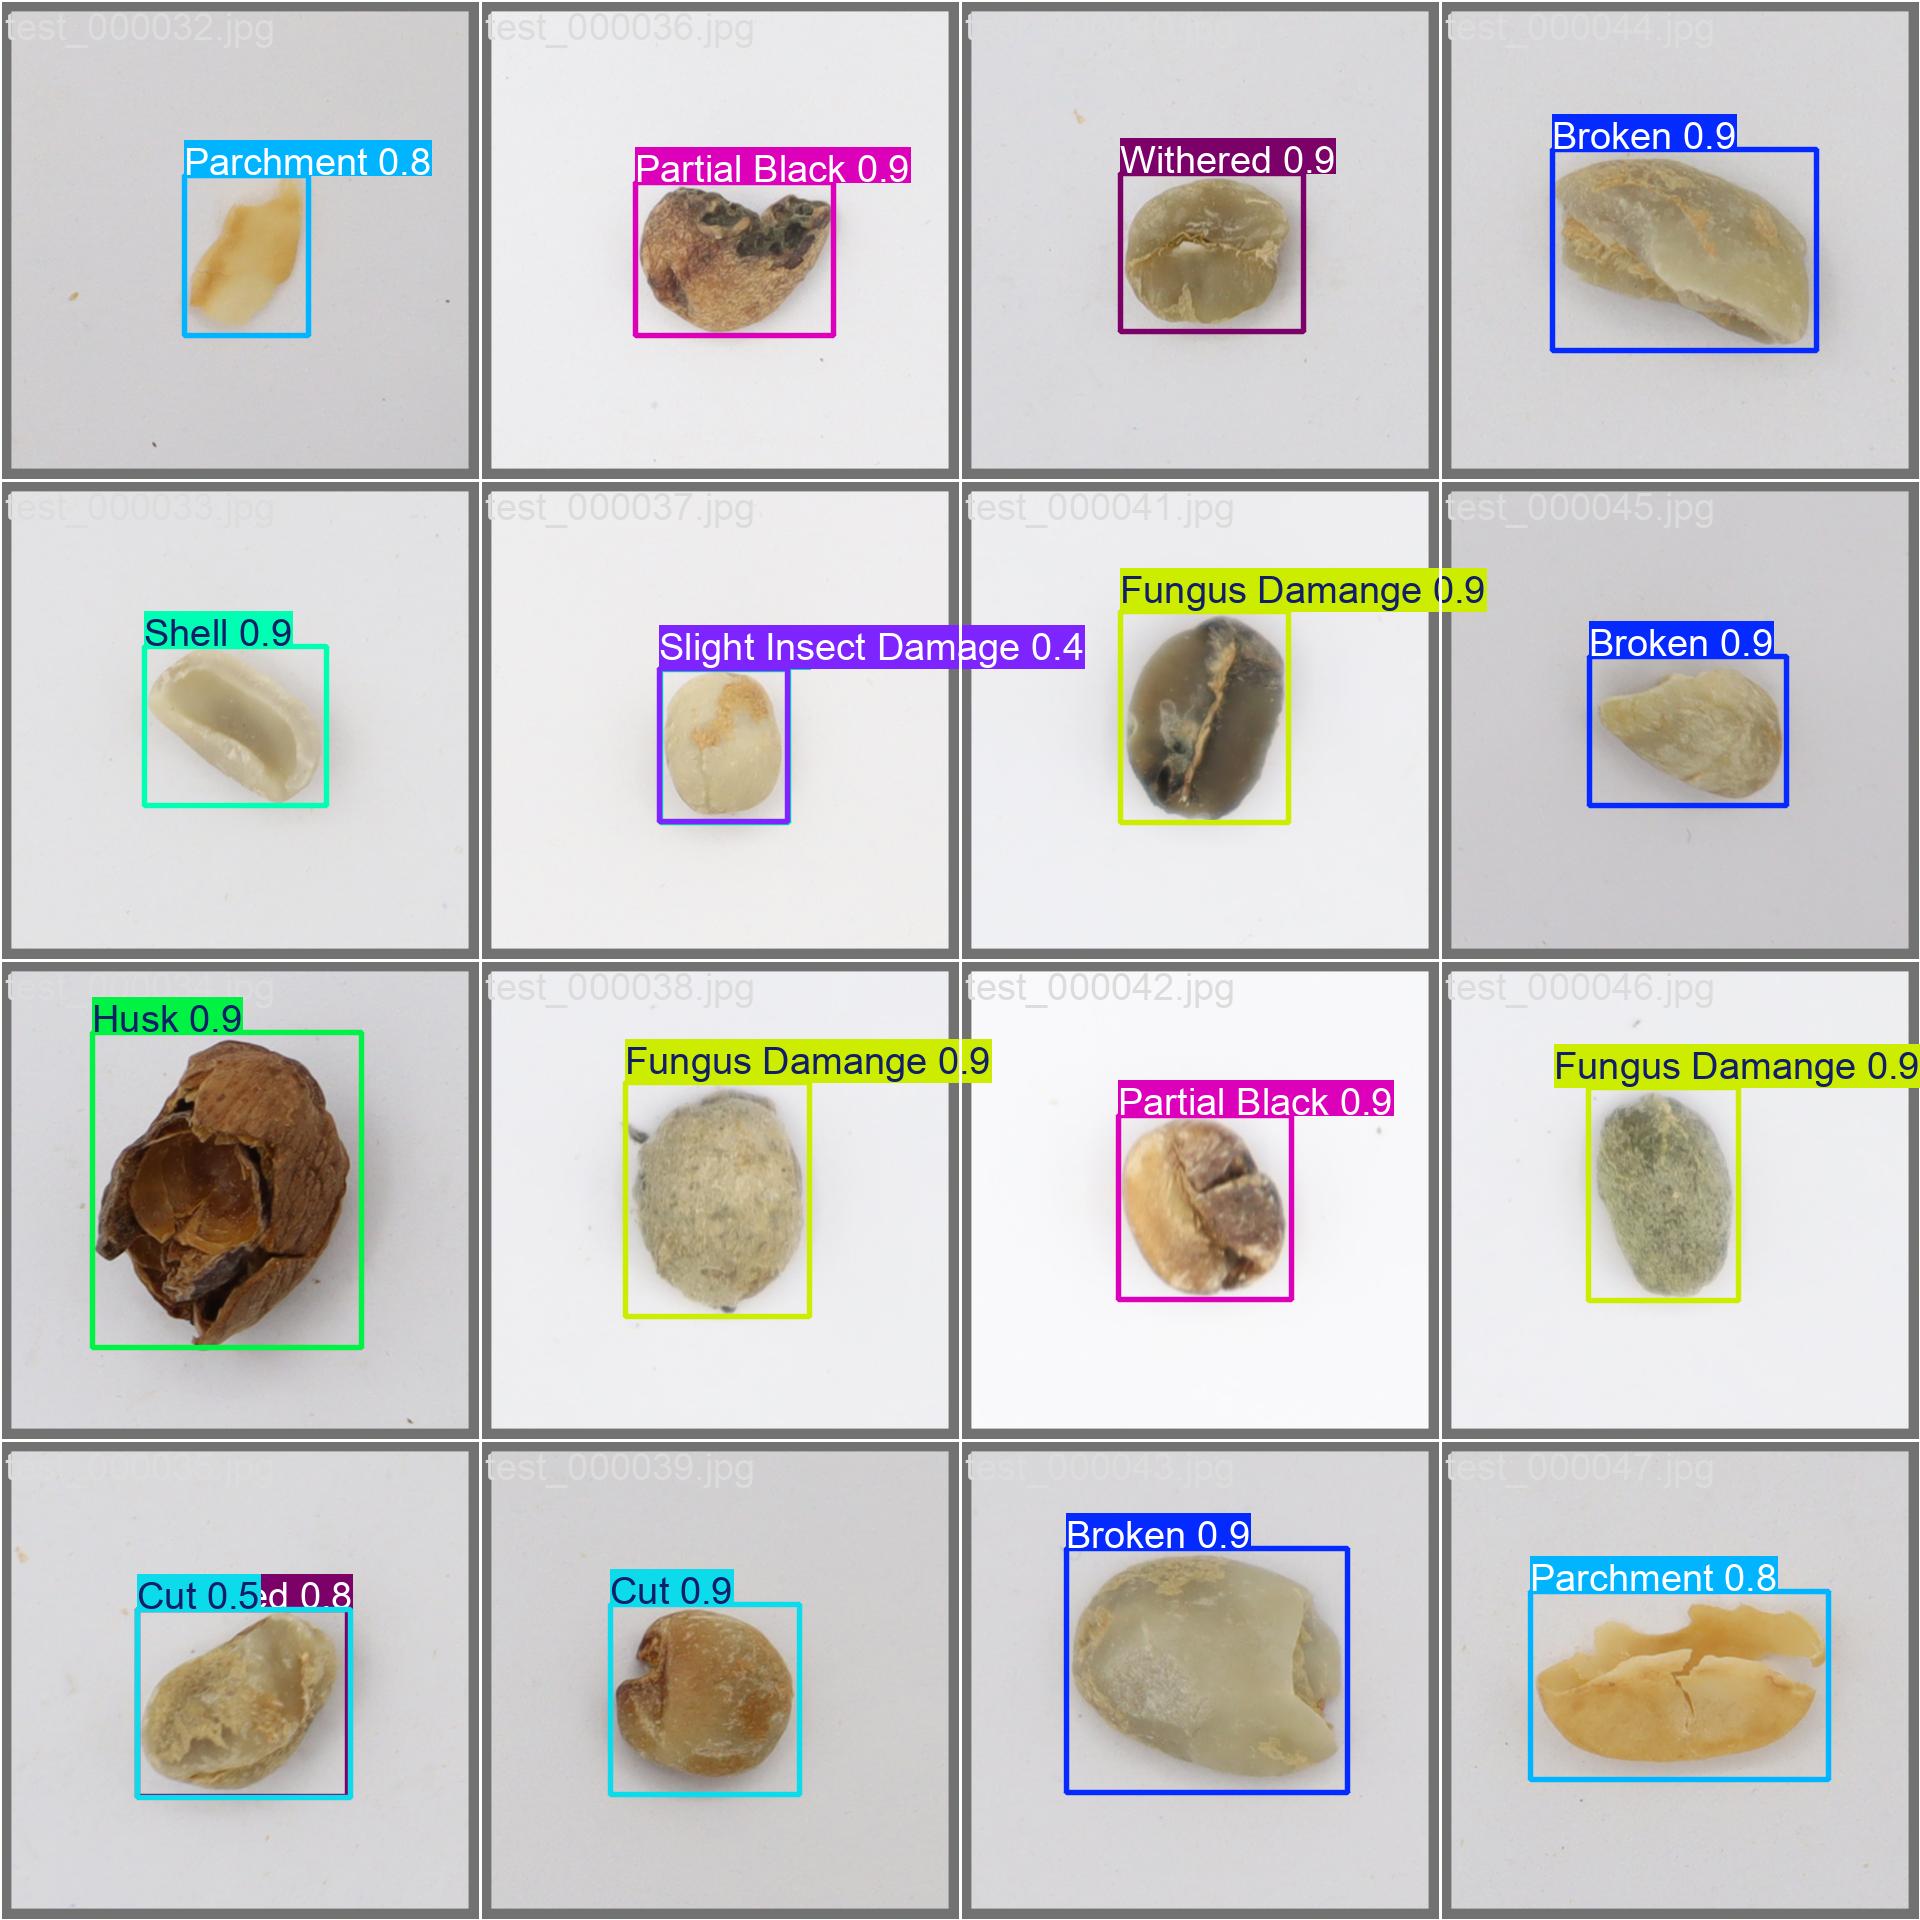 test_000032.jpg
Parchment 0.8
test_000036.jpg
Partial Black 0.9
Withered 0.9
test_000044.jpg
Broken 0.9
test_000033.jpg
Shell 0.9
test_000037.jpg
Slight Insect Damage 0.4
test_000041.jpg
Fungus Damange 0.9
test_000045.jpg
Broken 0.9
Husk 0.9
test_000038.jpg
Fungus Damange 0.9
test_000042.jpg
Partial Black 0.9
test_000046.jpg
Fungus Damange 0.9
Cut 0.5
0.8
test_000039.jpg
Cut 0.9
test_000043.jpg
Broken 0.9
test_000047.jpg
Parchment 0.8